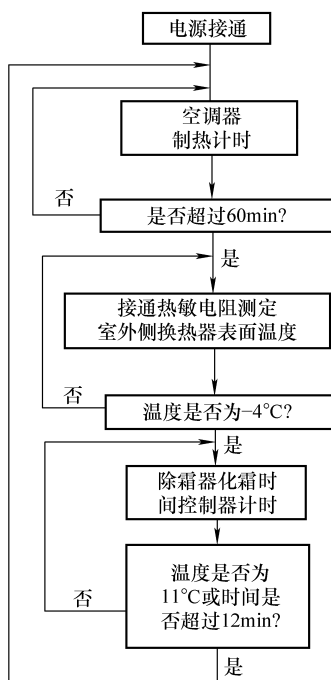 电源接通
空调器
制热计时
否
是否超过60min?
是
接通热敏电阻测定
室外侧换热器表面温度
否
温度是否为-4℃?
是
除霜器化霜时
间控制器计时
温度是否为
11℃或时间是
否超过12min?
否
是